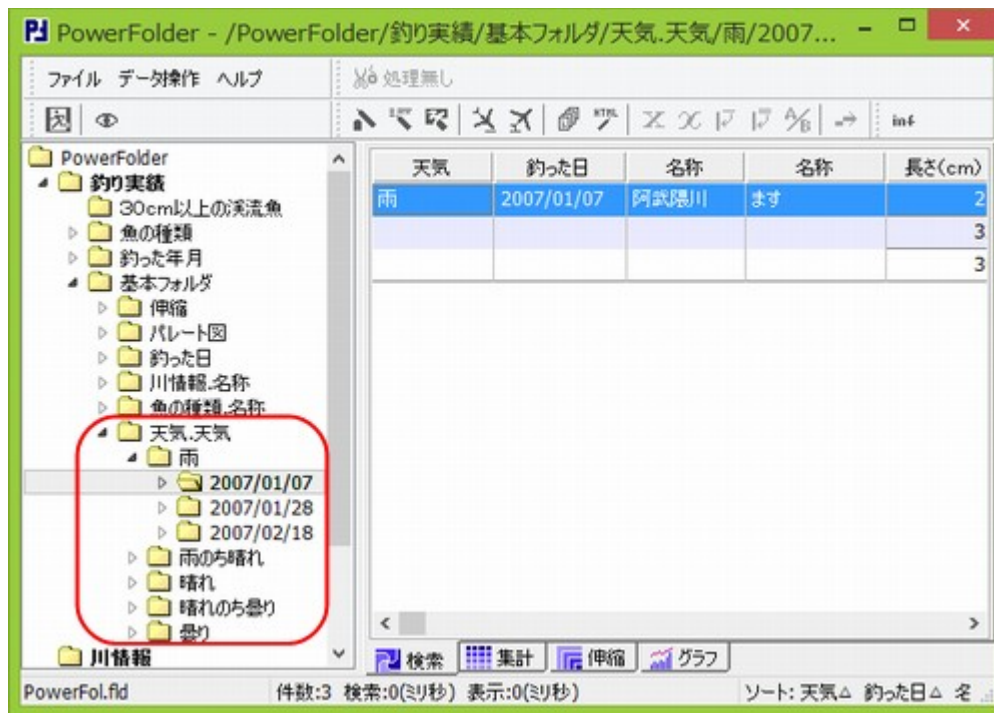 PowerFolder - /PowerFolder/釣り実績/基本フォルダ/天気.天気/雨/2007...
ファイル データ操作 ヘルプ
処理無し
HTML
A/B
inf
PowerFolder
釣り実績
30cm以上の渓流魚
魚の種類
釣った年月
基本フォルダ
伸縮
パレート図
釣った日
川情報.名称
魚の種類.名称
天気.天気
雨
2007/01/07
2007/01/28
2007/02/18
雨のち晴れ
晴れ
晴れのち曇り
曇り
川情報
天気 釣った日 名称 名称 長さ(cm)
雨 2007/01/07 阿武隈川 ます 2
3
3
検索 集計 伸縮 グラフ
PowerFol.fld 件数:3 検索:0(ミリ秒) 表示:0(ミリ秒) ソート: 天気△ 釣った日△ 名